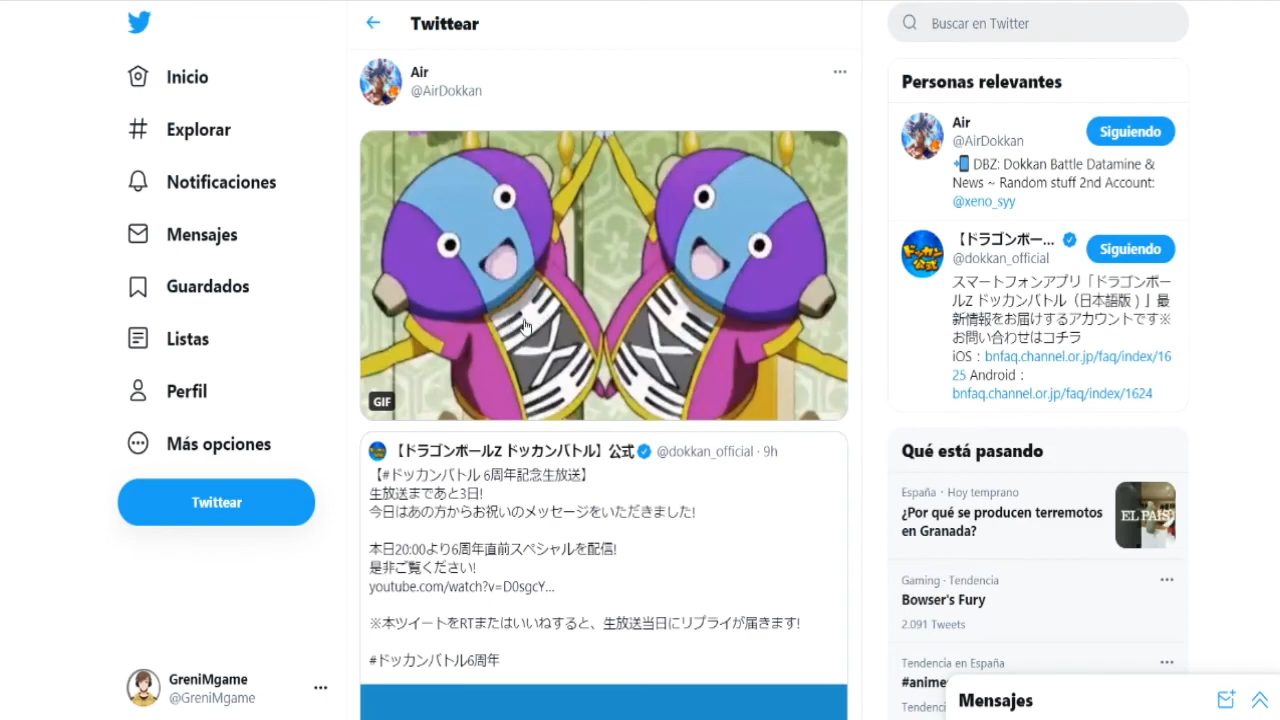 Inicio
Explorar
Notificaciones
Mensajes
Guardados
Listas
Perfil
Más opciones
Twittear
GreniMgame
@GreniMgame
Twittear
Air
@AirDokkan
GIF
【ドラゴンボールZ ドッカンバトル】公式 @dokkan_official · 9h
【#ドッカンバトル 6周年記念生放送】
生放送まであと3日!
今日はあの方からお祝いのメッセージをいただきました!
本日20:00より6周年直前スペシャルを配信!
是非ご覧ください!
youtube.com/watch?v=D0sgcY...
※本ツイートをRTまたはいいねすると、生放送当日にリプライが届きます!
#ドッカンバトル6周年
Buscar en Twitter
Personas relevantes
Air
Siguiendo
@AirDokkan
📲 DBZ: Dokkan Battle Datamine &
News ~ Random stuff 2nd Account:
@xeno_syy
ドッカン
公式
【ドラゴンボー...
Siguiendo
@dokkan_official
スマートフォンアプリ「ドラゴンボー
ルZ ドッカンバトル（日本語版）」最
新情報をお届けするアカウントです※
お問い合わせはコチラ
iOS：bnfaq.channel.or.jp/faq/index/16
25 Android：
bnfaq.channel.or.jp/faq/index/1624
Qué está pasando
España · Hoy temprano
¿Por qué se producen terremotos
en Granada?
EL PAÍS
Gaming · Tendencia
Bowser's Fury
2.091 Tweets
Tendencia en España
#anime
Tendenci
Mensajes